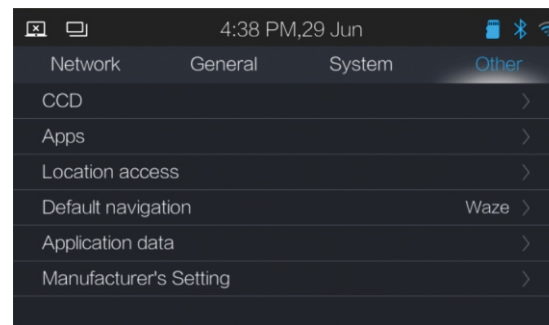 4:38 PM,29 Jun
Network General System Other
CCD
Apps
Location access
Default navigation Waze
Application data
Manufacturer's Setting